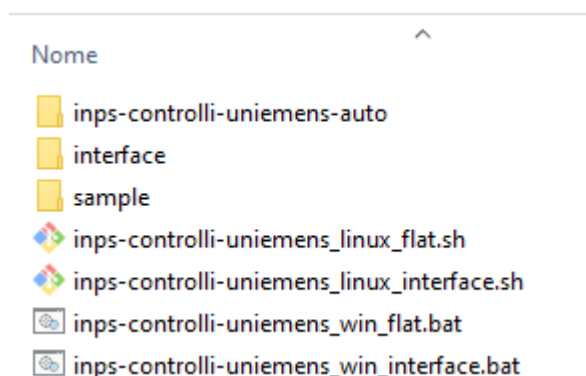 Nome
inps-controlli-uniemens-auto
interface
sample
inps-controlli-uniemens_linux_flat.sh
inps-controlli-uniemens_linux_interface.sh
inps-controlli-uniemens_win_flat.bat
inps-controlli-uniemens_win_interface.bat